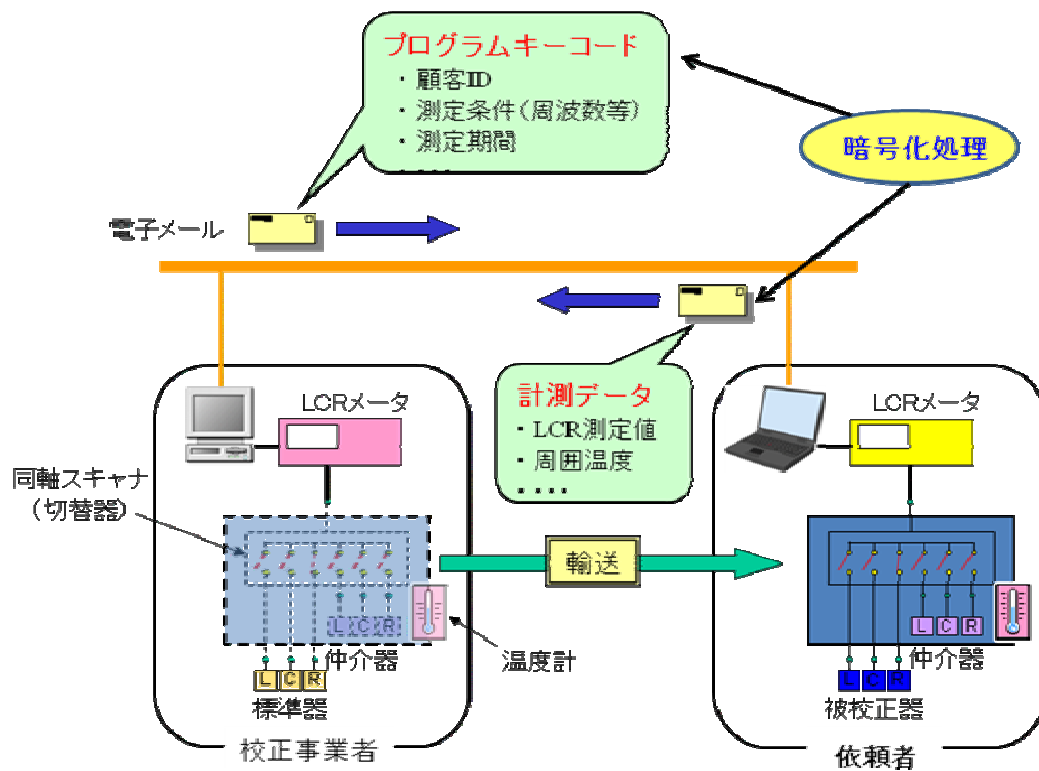 プログラムキーコード
・ 顧客ID
・ 測定条件(周波数等)
・ 測定期間
・・・・
暗号化処理
電子メール
計測データ
・LCR測定値
・周囲温度
・・・・
LCRメータ
同軸スキャナ
(切替器)
L C R
仲介器
温度計
L C R
標準器
校正事業者
輸送
LCRメータ
L C R
仲介器
L C R
被校正器
依頼者